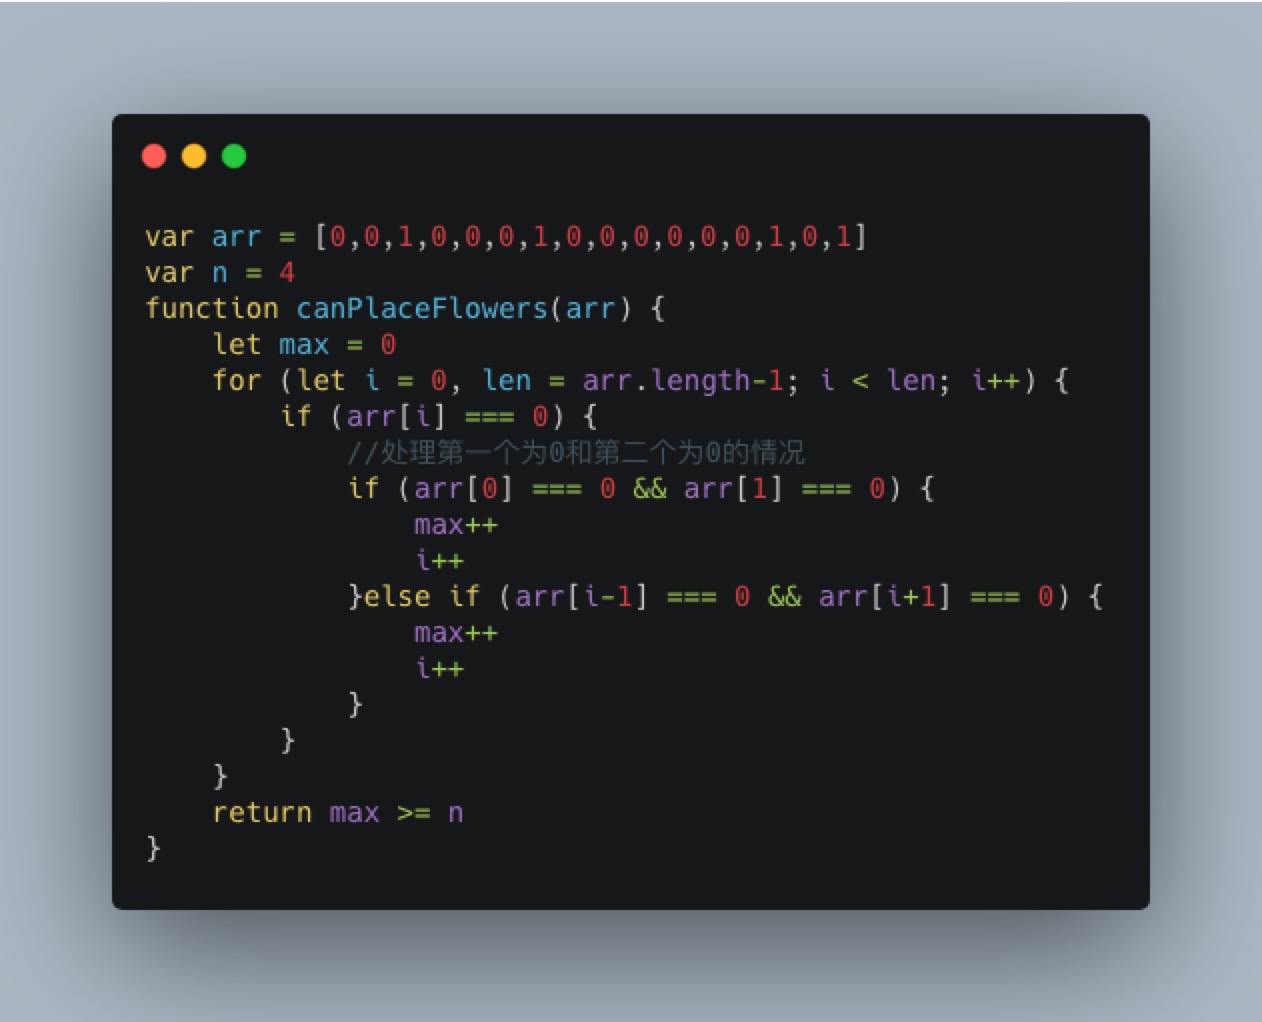 var arr = [0,0,1,0,0,0,1,0,0,0,0,0,0,1,0,1]
var n = 4
function canPlaceFlowers(arr) {
    let max = 0
    for (let i = 0, len = arr.length-1; i < len; i++) {
        if (arr[i] === 0) {
            //处理第一个为0和第二个为0的情况
            if (arr[0] === 0 && arr[1] === 0) {
                max++
                i++
            }else if (arr[i-1] === 0 && arr[i+1] === 0) {
                max++
                i++
            }
        }
    }
    return max >= n
}